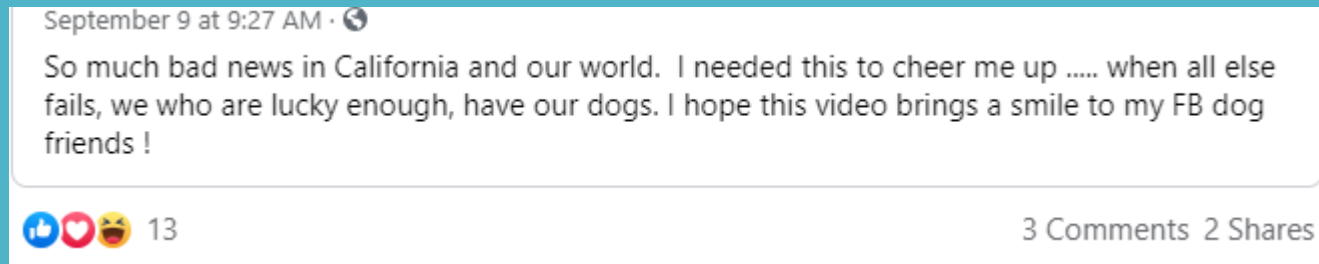 September 9 at 9:27 AM ·
So much bad news in California and our world.  I needed this to cheer me up ..... when all else
fails, we who are lucky enough, have our dogs. I hope this video brings a smile to my FB dog
friends !
13
3 Comments 2 Shares